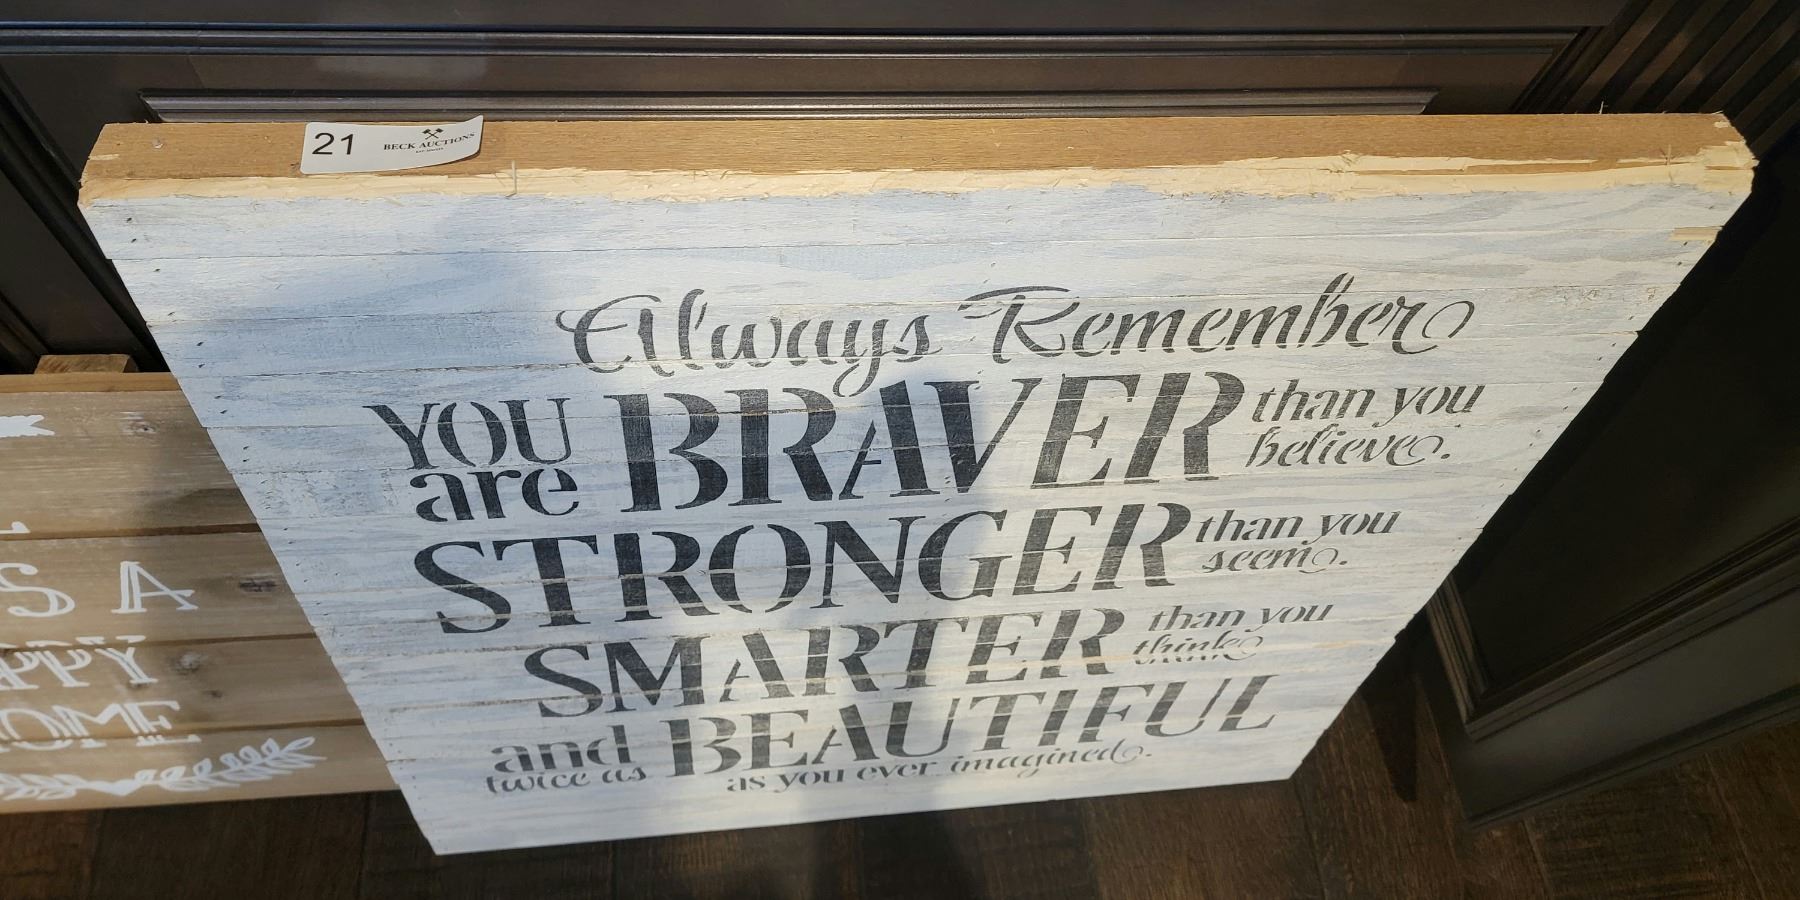 21 BECK AUCTIONS
Always Remember
YOU are BRAVER than you believe.
STRONGER than you seem.
SMARTER than you think
and twice as BEAUTIFUL
as you ever imagined.
S A
PPY
OME